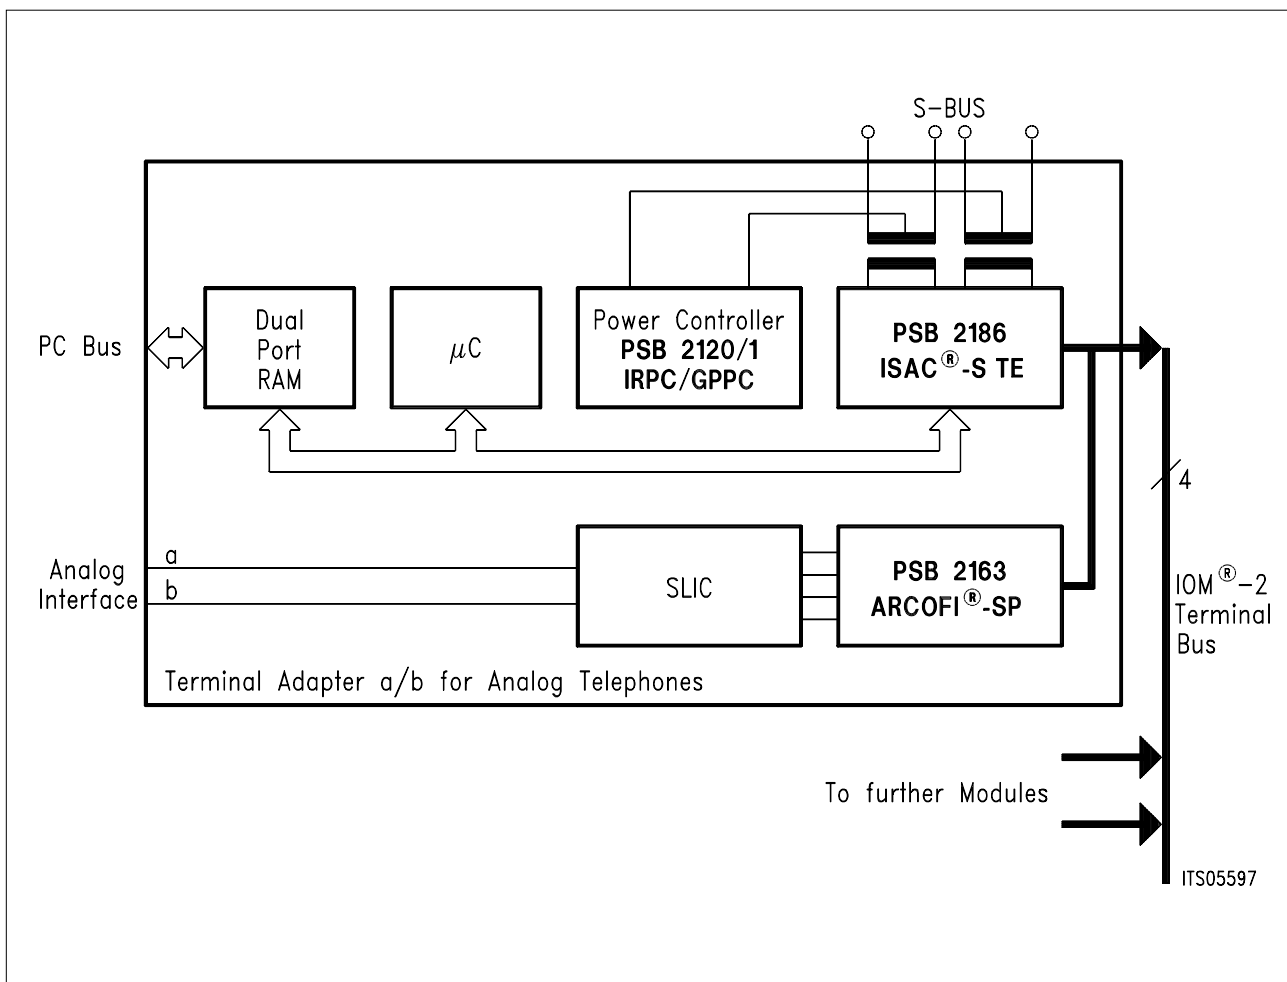 S-BUS
PC Bus
Dual
Port
RAM
μC
Power Controller
PSB 2120/1
IRPC/GPPC
PSB 2186
ISAC®-S TE
4
Analog
Interface
a
b
SLIC
PSB 2163
ARCOFI®-SP
IOM®-2
Terminal
Bus
Terminal Adapter a/b for Analog Telephones
To further Modules
ITS05597